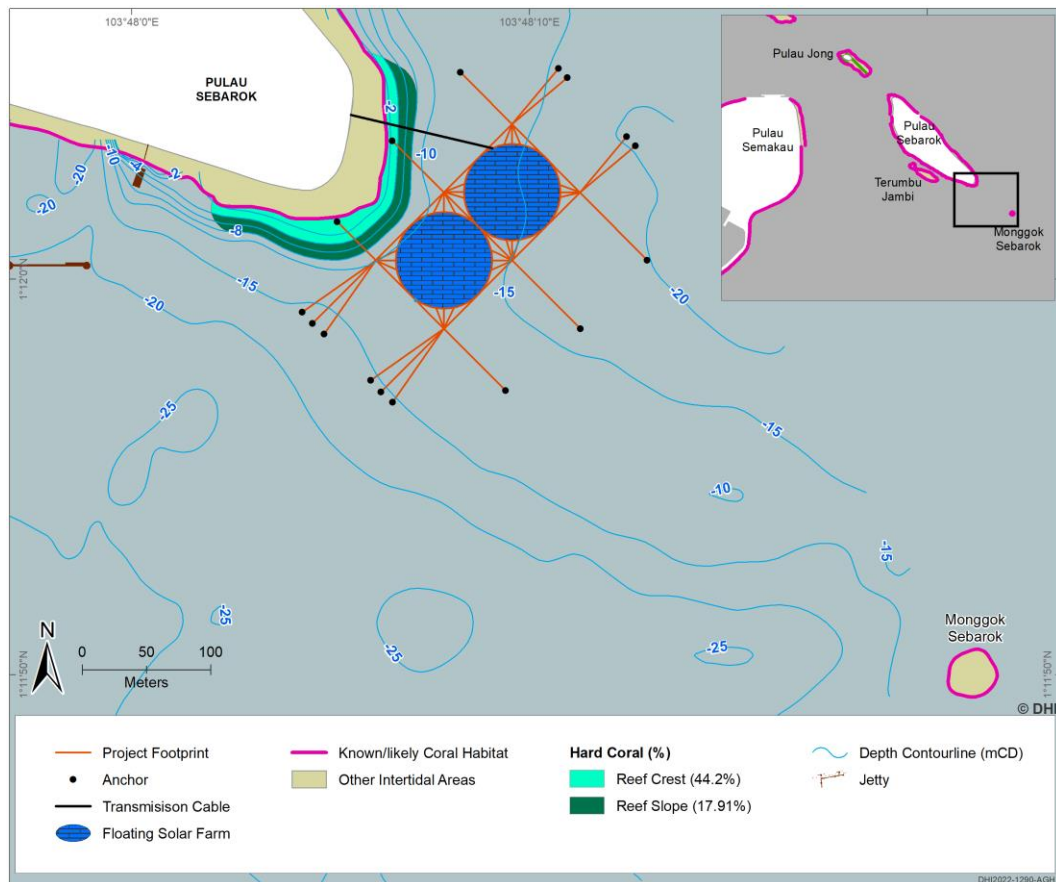 103°48'0"E
103°48'10"E
PULAU
SEBAROK
Pulau Jong
Pulau
Semakau
Pulau
Sebarok
Terumbu
Jambi
Monggok
Sebarok
-2
-10
-10
-20
-4
-2
-20
-8
1°12'0"N
-15
-15
-20
-20
-25
-15
-10
-15
-25
-25
-25
N
0 50 100
Meters
Monggok
Sebarok
1°11'50"N
1°11'50"N
© DHI
Project Footprint
Anchor
Transmisison Cable
Floating Solar Farm
Known/likely Coral Habitat
Other Intertidal Areas
Hard Coral (%)
Reef Crest (44.2%)
Reef Slope (17.91%)
Depth Contourline (mCD)
Jetty
DHI2022-1290-AGH